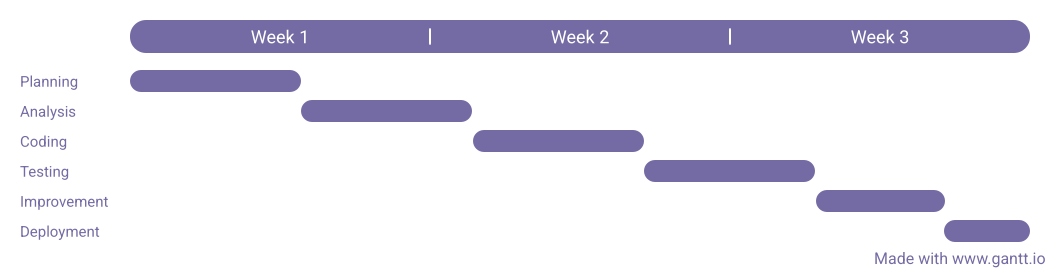 Week 1 Week 2 Week 3
Planning
Analysis
Coding
Testing
Improvement
Deployment
Made with www.gantt.io